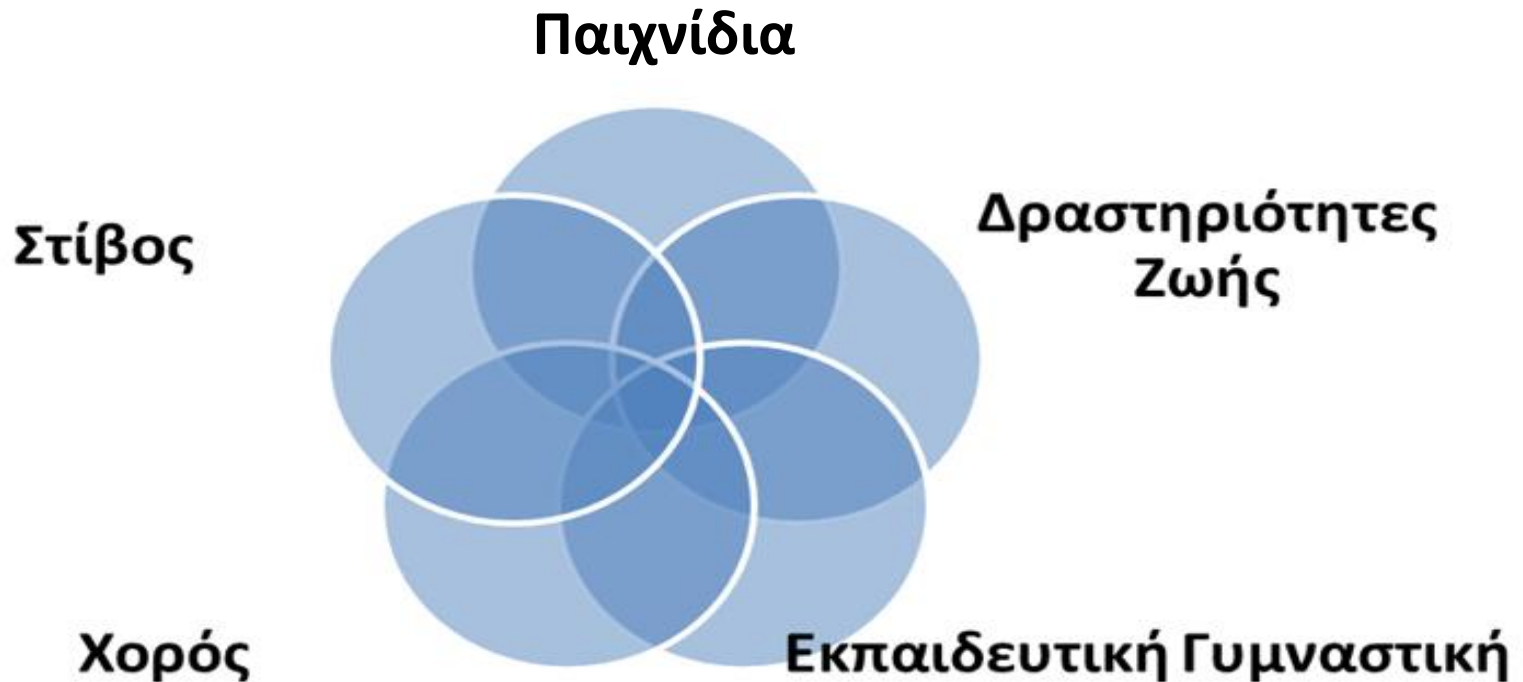 Παιχνίδια
Στίβος
Δραστηριότητες
Ζωής
Χορός
Εκπαιδευτική Γυμναστική